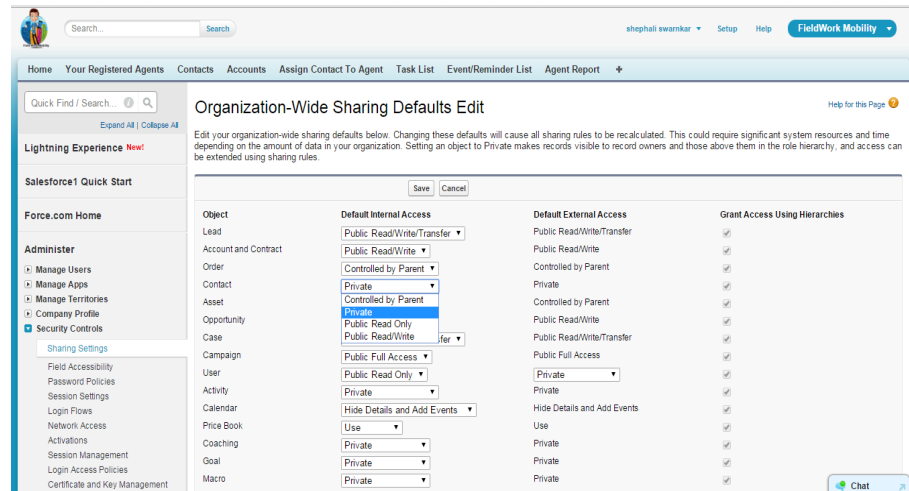 Search...
Search
shephali swarnkar
Setup
Help
FieldWork Mobility
Home Your Registered Agents Contacts Accounts Assign Contact To Agent Task List Event/Reminder List Agent Report +
Quick Find / Search...
Expand All | Collapse All
Lightning Experience New!
Salesforce1 Quick Start
Force.com Home
Administer
Manage Users
Manage Apps
Manage Territories
Company Profile
Security Controls
Sharing Settings
Field Accessibility
Password Policies
Session Settings
Login Flows
Network Access
Activations
Session Management
Login Access Policies
Certificate and Key Management
Organization-Wide Sharing Defaults Edit
Help for this Page
Edit your organization-wide sharing defaults below. Changing these defaults will cause all sharing rules to be recalculated. This could require significant system resources and time
depending on the amount of data in your organization. Setting an object to Private makes records visible to record owners and those above them in the role hierarchy, and access can
be extended using sharing rules.
Save Cancel
Object Default Internal Access Default External Access Grant Access Using Hierarchies
Lead Public Read/Write/Transfer Public Read/Write/Transfer
Account and Contract Public Read/Write Public Read/Write
Order Controlled by Parent Controlled by Parent
Contact Private Private
Controlled by Parent
Private
Public Read Only
Public Read/Write
Asset Controlled by Parent
Opportunity Public Read/Write
Case sfer Public Read/Write/Transfer
Campaign Public Full Access Public Full Access
User Public Read Only Private
Activity Private Private
Calendar Hide Details and Add Events Hide Details and Add Events
Price Book Use Use
Coaching Private Private
Goal Private Private
Macro Private Private
Chat